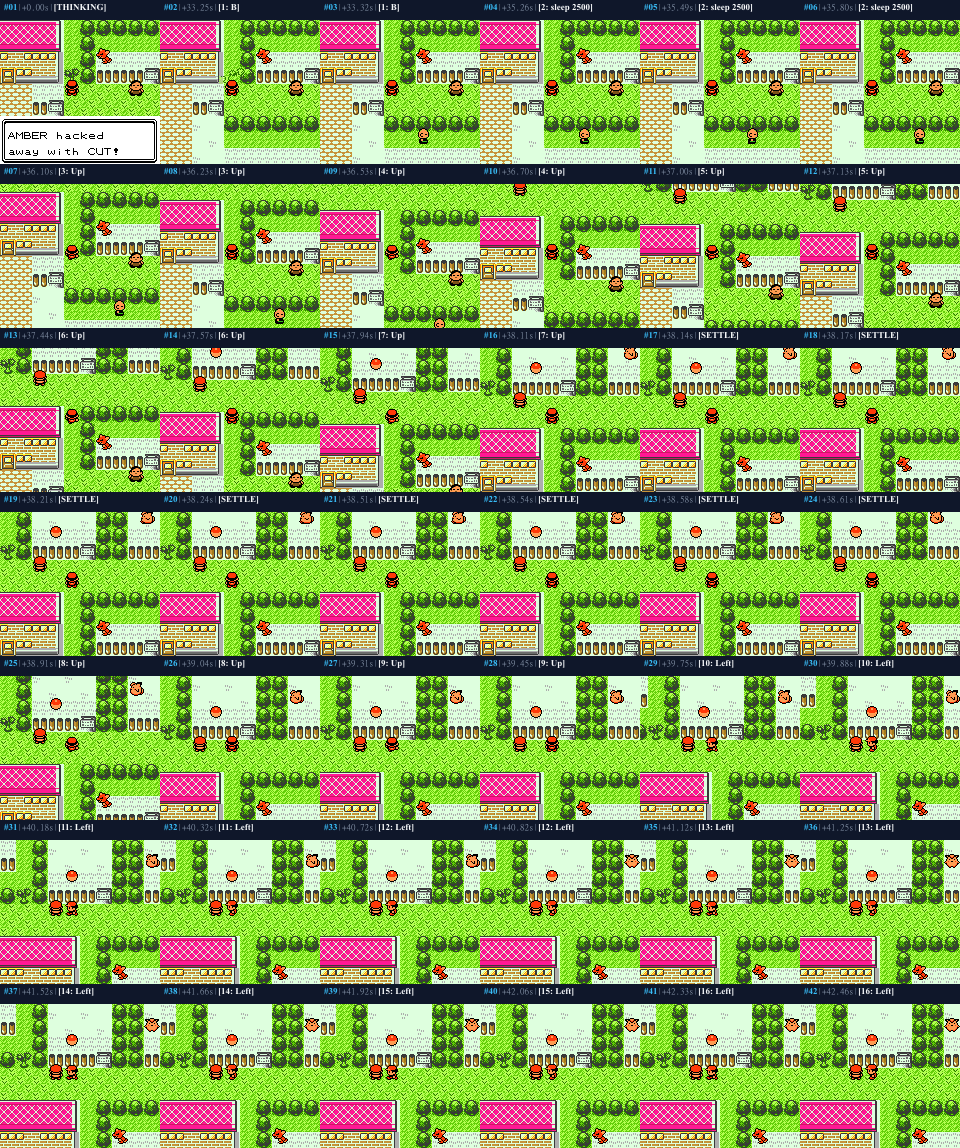 #01|+0.00s|[THINKING] #02|+33.25s|[1: B] #03|+33.32s|[1: B] #04|+35.26s|[2: sleep 2500] #05|+35.49s|[2: sleep 2500] #06|+35.80s|[2: sleep 2500]
AMBER hacked
away with CUT!
#07|+36.10s|[3: Up] #08|+36.23s|[3: Up] #09|+36.53s|[4: Up] #10|+36.70s|[4: Up] #11|+37.00s|[5: Up] #12|+37.13s|[5: Up]
#13|+37.44s|[6: Up] #14|+37.57s|[6: Up] #15|+37.94s|[7: Up] #16|+38.11s|[7: Up] #17|+38.14s|[SETTLE] #18|+38.17s|[SETTLE]
#19|+38.21s|[SETTLE] #20|+38.24s|[SETTLE] #21|+38.51s|[SETTLE] #22|+38.54s|[SETTLE] #23|+38.58s|[SETTLE] #24|+38.61s|[SETTLE]
#25|+38.91s|[8: Up] #26|+39.04s|[8: Up] #27|+39.31s|[9: Up] #28|+39.45s|[9: Up] #29|+39.75s|[10: Left] #30|+39.88s|[10: Left]
#31|+40.18s|[11: Left] #32|+40.32s|[11: Left] #33|+40.72s|[12: Left] #34|+40.82s|[12: Left] #35|+41.12s|[13: Left] #36|+41.25s|[13: Left]
#37|+41.52s|[14: Left] #38|+41.66s|[14: Left] #39|+41.92s|[15: Left] #40|+42.06s|[15: Left] #41|+42.33s|[16: Left] #42|+42.46s|[16: Left]